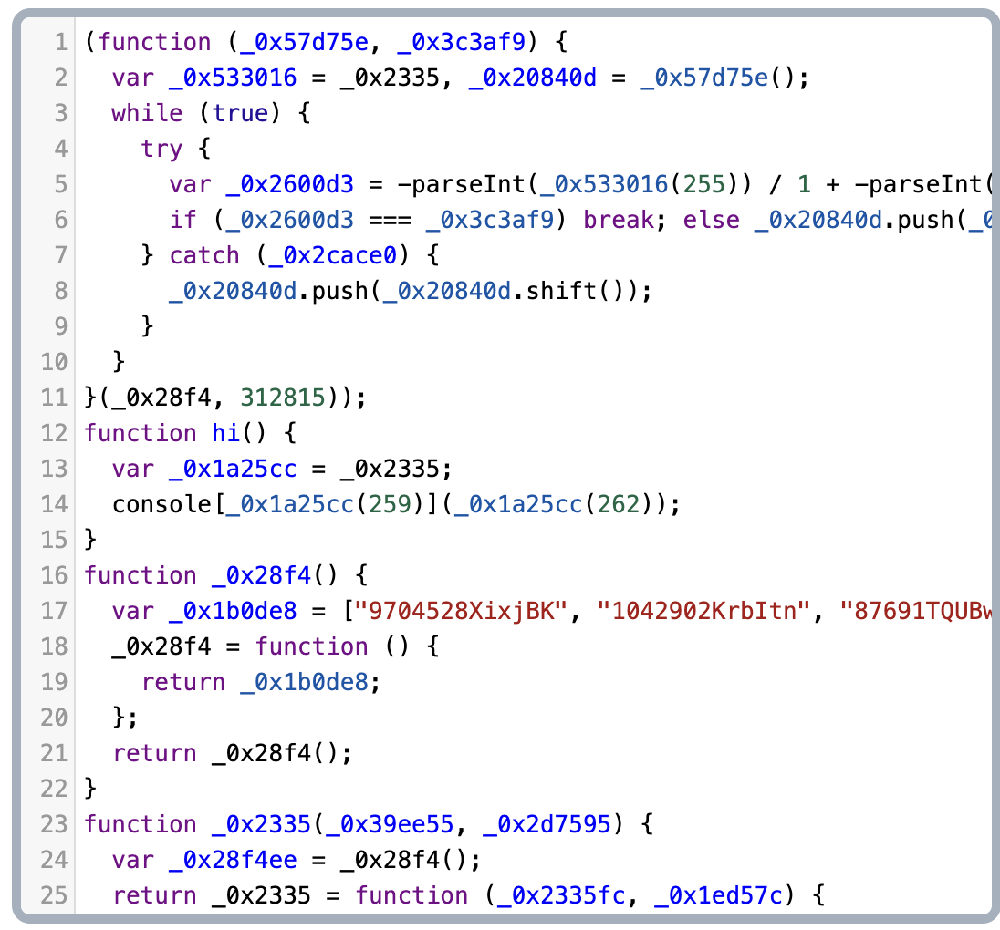 1 (function (_0x57d75e, _0x3c3af9) {
2 var _0x533016 = _0x2335, _0x20840d = _0x57d75e();
3 while (true) {
4 try {
5 var _0x2600d3 = -parseInt(_0x533016(255)) / 1 + -parseInt(
6 if (_0x2600d3 === _0x3c3af9) break; else _0x20840d.push(_0
7 } catch (_0x2cace0) {
8 _0x20840d.push(_0x20840d.shift());
9 }
10 }
11 }(_0x28f4, 312815));
12 function hi() {
13 var _0x1a25cc = _0x2335;
14 console[_0x1a25cc(259)](_0x1a25cc(262));
15 }
16 function _0x28f4() {
17 var _0x1b0de8 = ["9704528XixjBK", "1042902KrbItn", "87691TQUBw
18 _0x28f4 = function () {
19 return _0x1b0de8;
20 };
21 return _0x28f4();
22 }
23 function _0x2335(_0x39ee55, _0x2d7595) {
24 var _0x28f4ee = _0x28f4();
25 return _0x2335 = function (_0x2335fc, _0x1ed57c) {